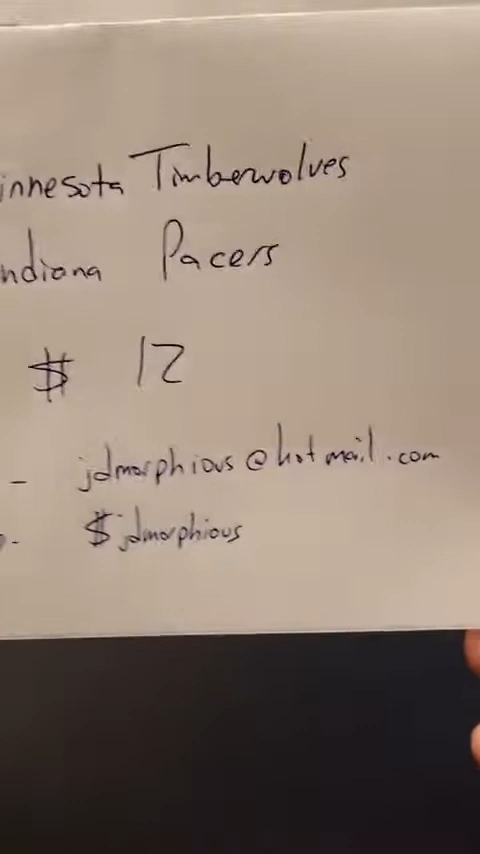 innesota Timberwolves
ndiana Pacers
$ 12
- jdmorphious@hotmail.com
- $jdmorphious